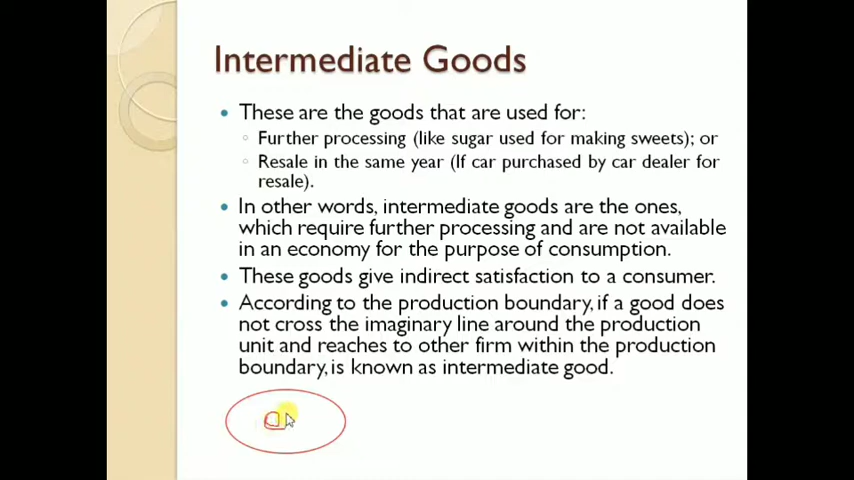 Intermediate Goods
These are the goods that are used for:
Further processing (like sugar used for making sweets); or
Resale in the same year (If car purchased by car dealer for
resale).
In other words, intermediate goods are the ones,
which require further processing and are not available
in an economy for the purpose of consumption.
These goods give indirect satisfaction to a consumer.
According to the production boundary, if a good does
not cross the imaginary line around the production
unit and reaches to other firm within the production
boundary, is known as intermediate good.